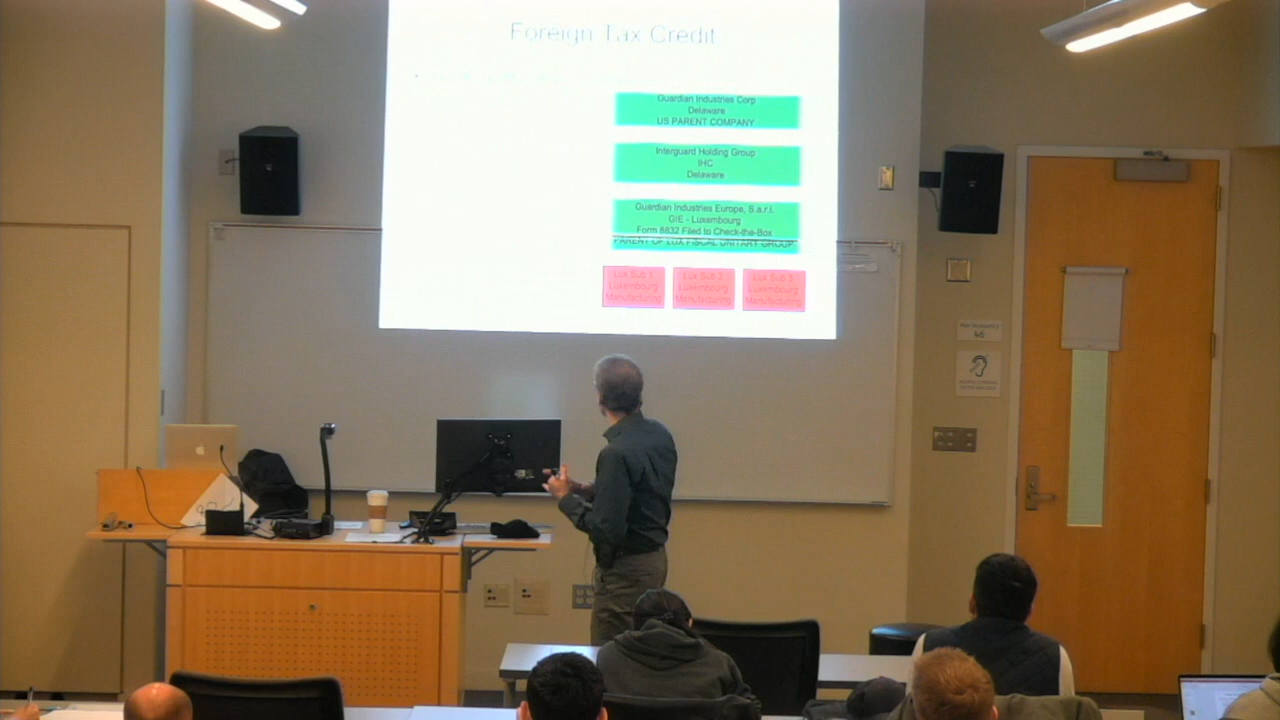 Foreign Tax Credit
Guardian Industries Corp
Delaware
US PARENT COMPANY
Interguard Holding Group
IHC
Delaware
Guardian Industries Europe, S.a.r.l.
GIE - Luxembourg
Form 8832 Filed to Check-the-Box
PARENT OF LUX FISCAL UNITARY GROUP
Lux Sub 1
Luxembourg
Manufacturing
Lux Sub 2
Luxembourg
Manufacturing
Lux Sub 3
Luxembourg
Manufacturing
46